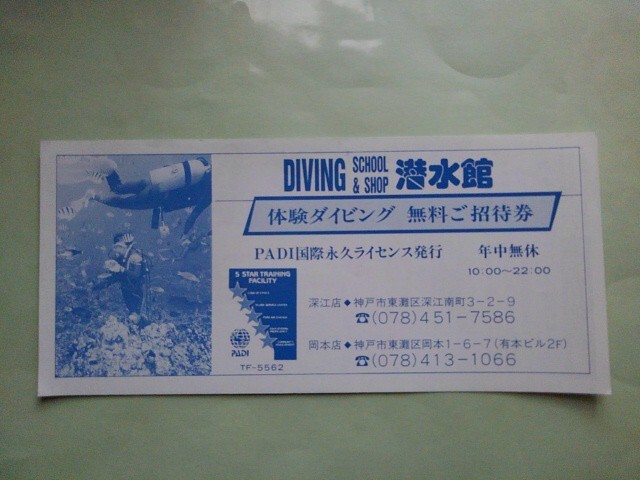 DIVING SCHOOL & SHOP 潜水館
体験ダイビング 無料ご招待券
PADI国際永久ライセンス発行 年中無休
10:00〜22:00
5 STAR TRAINING
FACILITY
PADI
TF-5562
深江店◆神戸市東灘区深江南町3-2-9
☎(078)451-7586
岡本店◆神戸市東灘区岡本1-6-7(有本ビル2F)
☎(078)413-1066